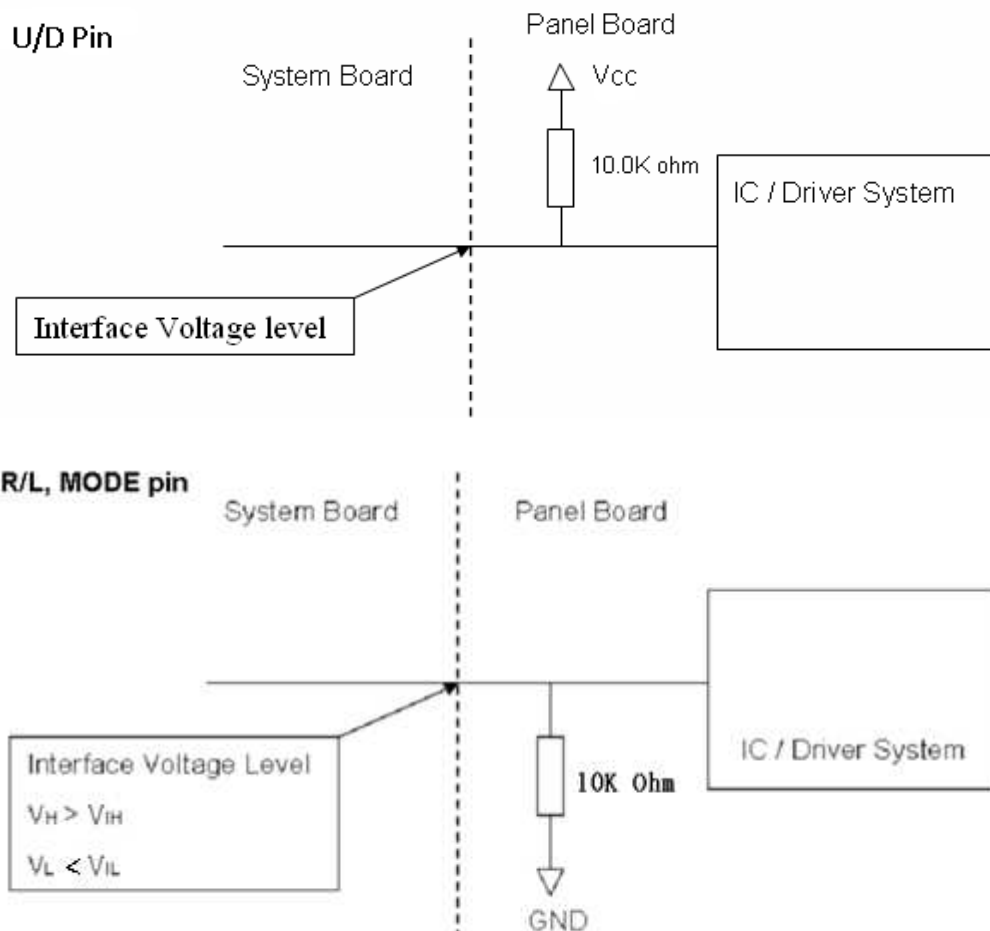 U/D Pin
Panel Board
System Board
Vcc
10.0K ohm
IC / Driver System
Interface Voltage level
R/L, MODE pin
System Board
Panel Board
Interface Voltage Level
VH > VIH
VL < VIL
IC / Driver System
10K Ohm
GND